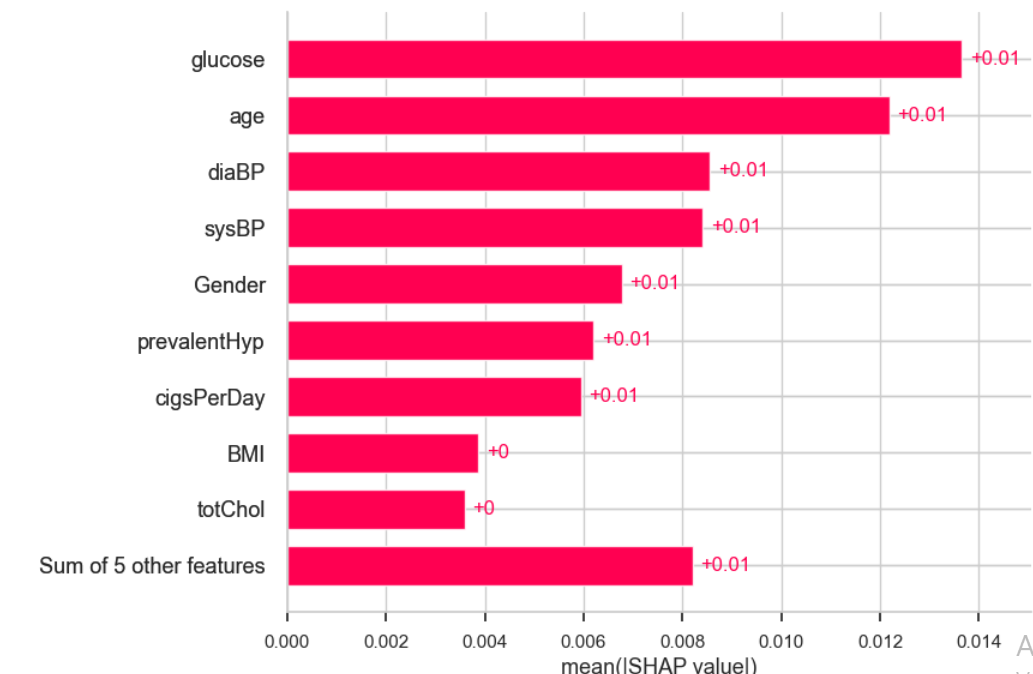 glucose +0.01
age +0.01
diaBP +0.01
sysBP +0.01
Gender +0.01
prevalentHyp +0.01
cigsPerDay +0.01
BMI +0
totChol +0
Sum of 5 other features +0.01
0.000 0.002 0.004 0.006 0.008 0.010 0.012 0.014
mean(|SHAP value|)